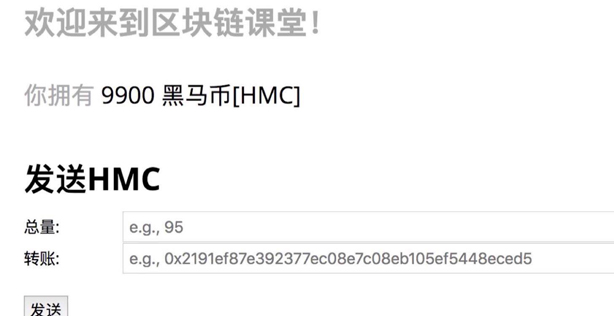 欢迎来到区块链课堂！
你拥有 9900 黑马币[HMC]
发送HMC
总量: e.g., 95
转账: e.g., 0x2191ef87e392377ec08e7c08eb105ef5448eced5
发送